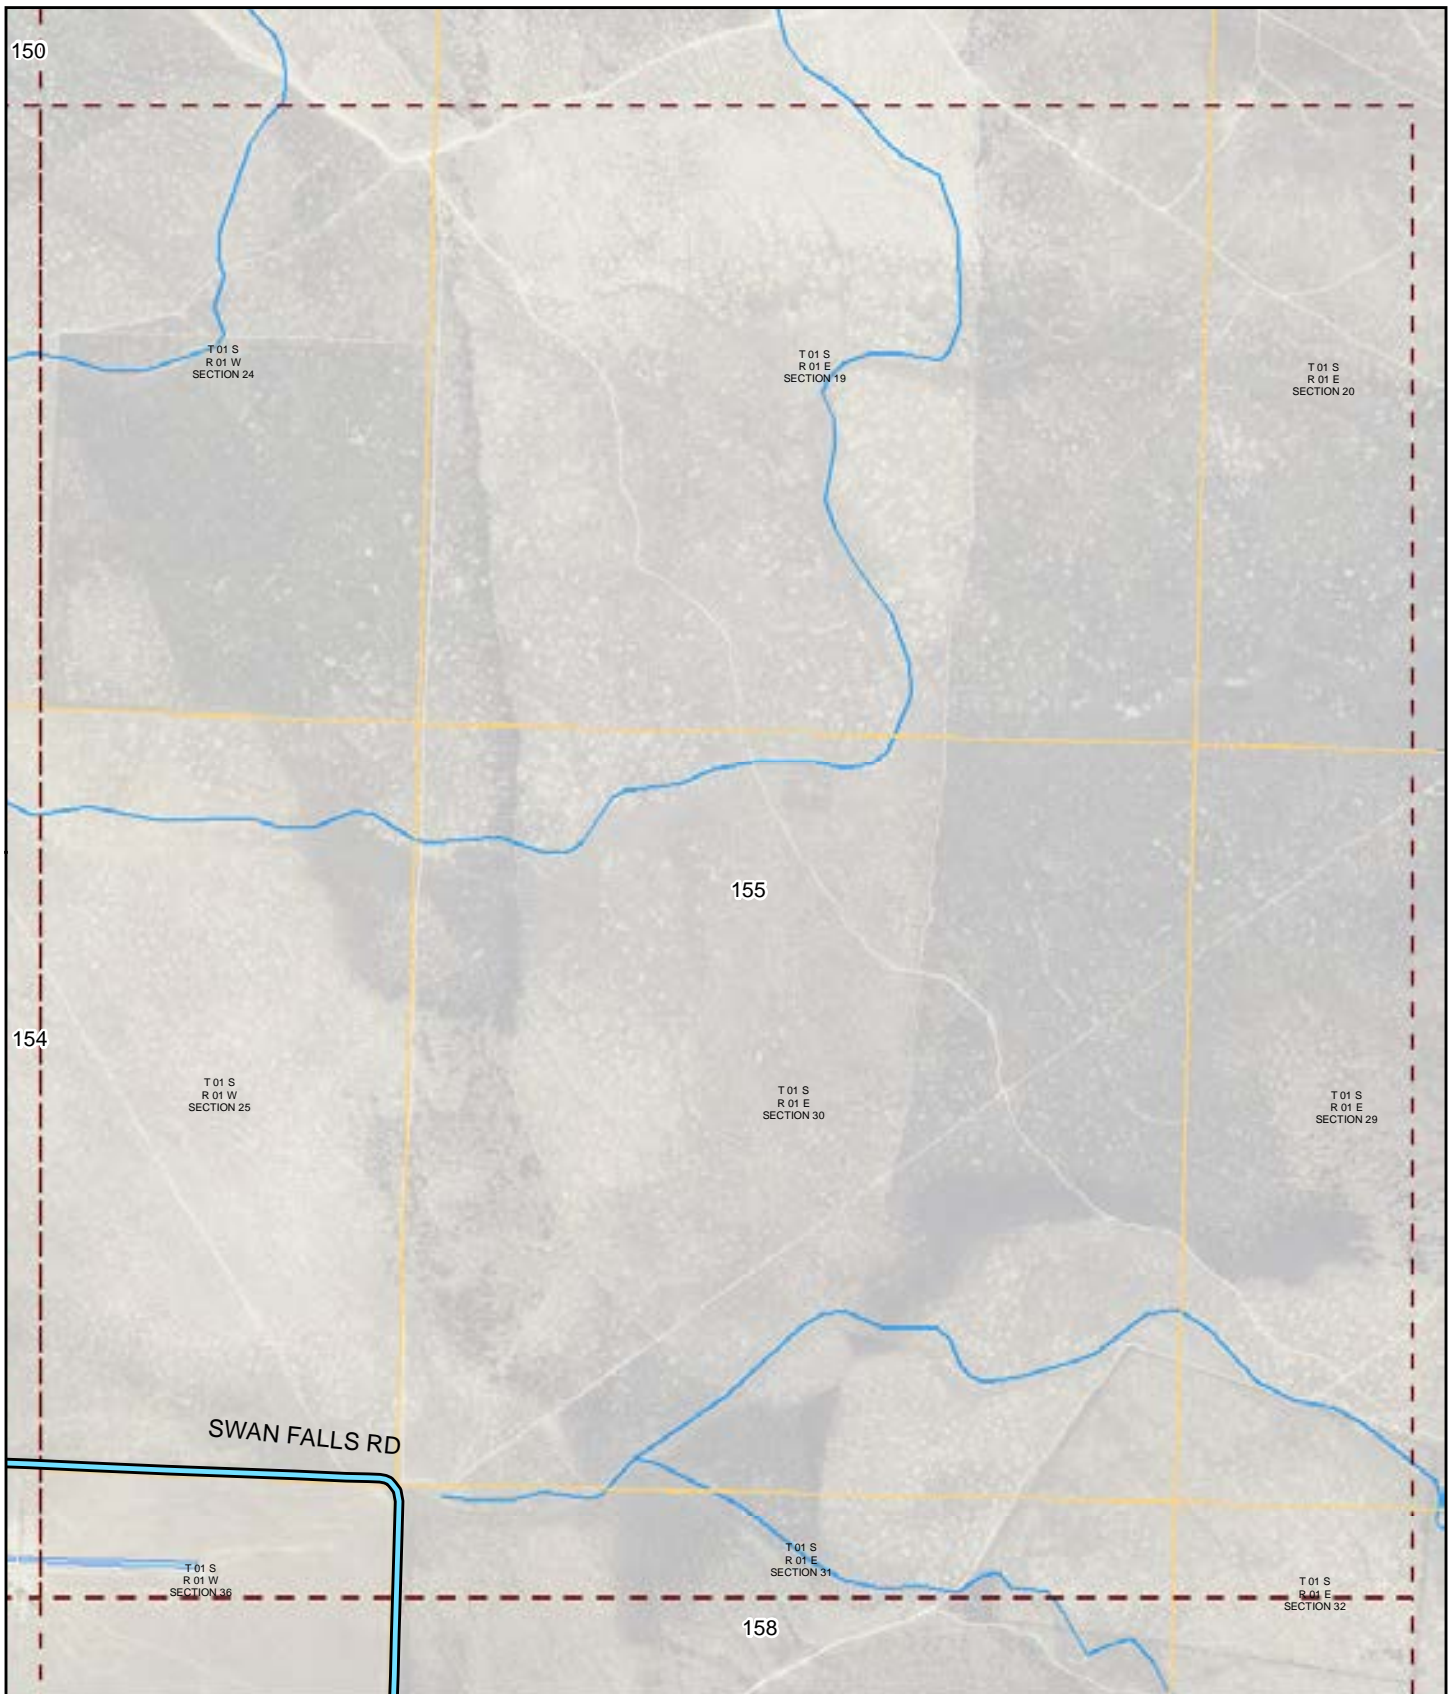 150
T 01 S
R 01 W
SECTION 24
T 01 S
R 01 E
SECTION 19
T 01 S
R 01 E
SECTION 20
155
154
T 01 S
R 01 W
SECTION 25
T 01 S
R 01 E
SECTION 30
T 01 S
R 01 E
SECTION 29
SWAN FALLS RD
T 01 S
R 01 W
SECTION 36
T 01 S
R 01 E
SECTION 31
T 01 S
R 01 E
SECTION 32
158